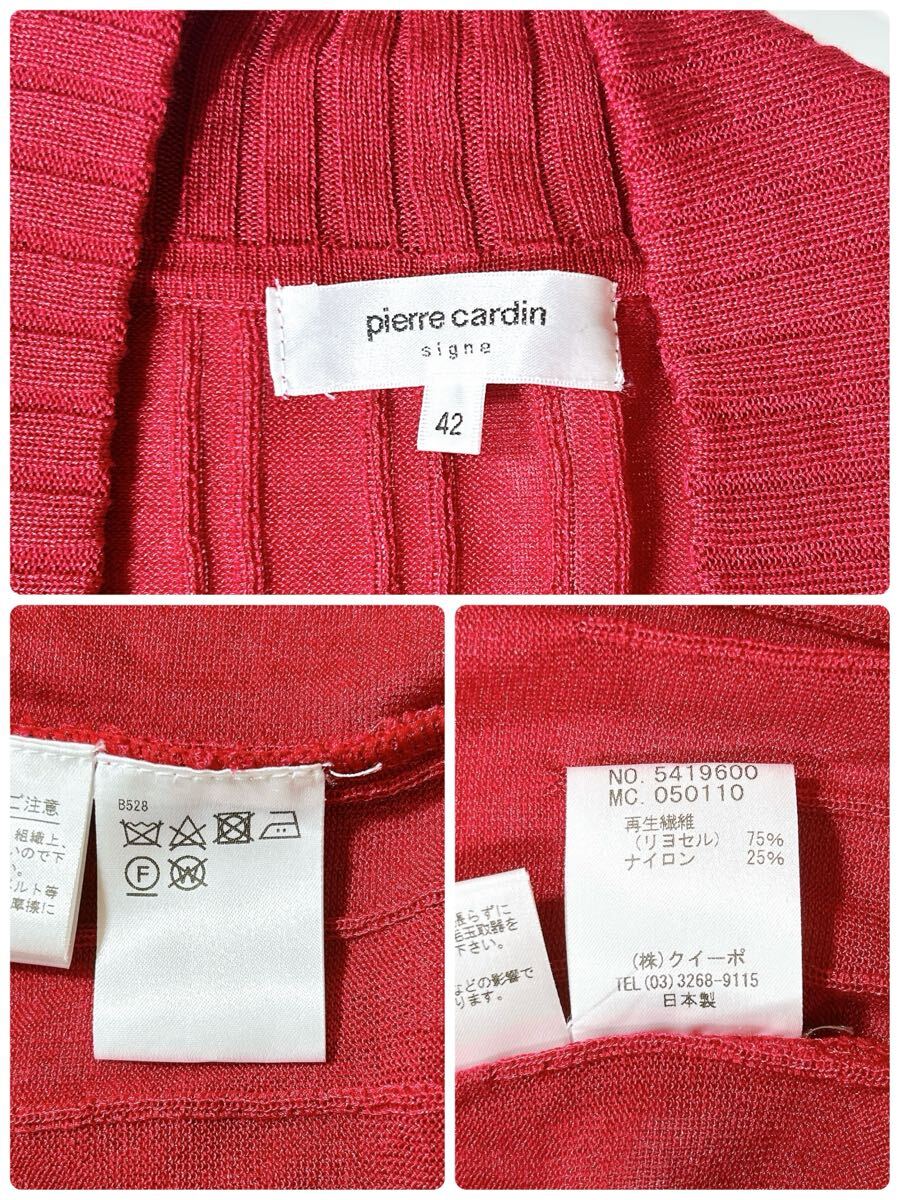 pierre cardin
signe
42
ご注意
組織上、
いので下
い。
ベルト等
摩擦に
B528
F
W
NO. 5419600
MC. 050110
再生繊維
(リヨセル) 75%
ナイロン 25%
(株)クイーポ
TEL(03)3268-9115
日本製
張らずに
毛玉取器を
下さい。
などの影響で
ります。